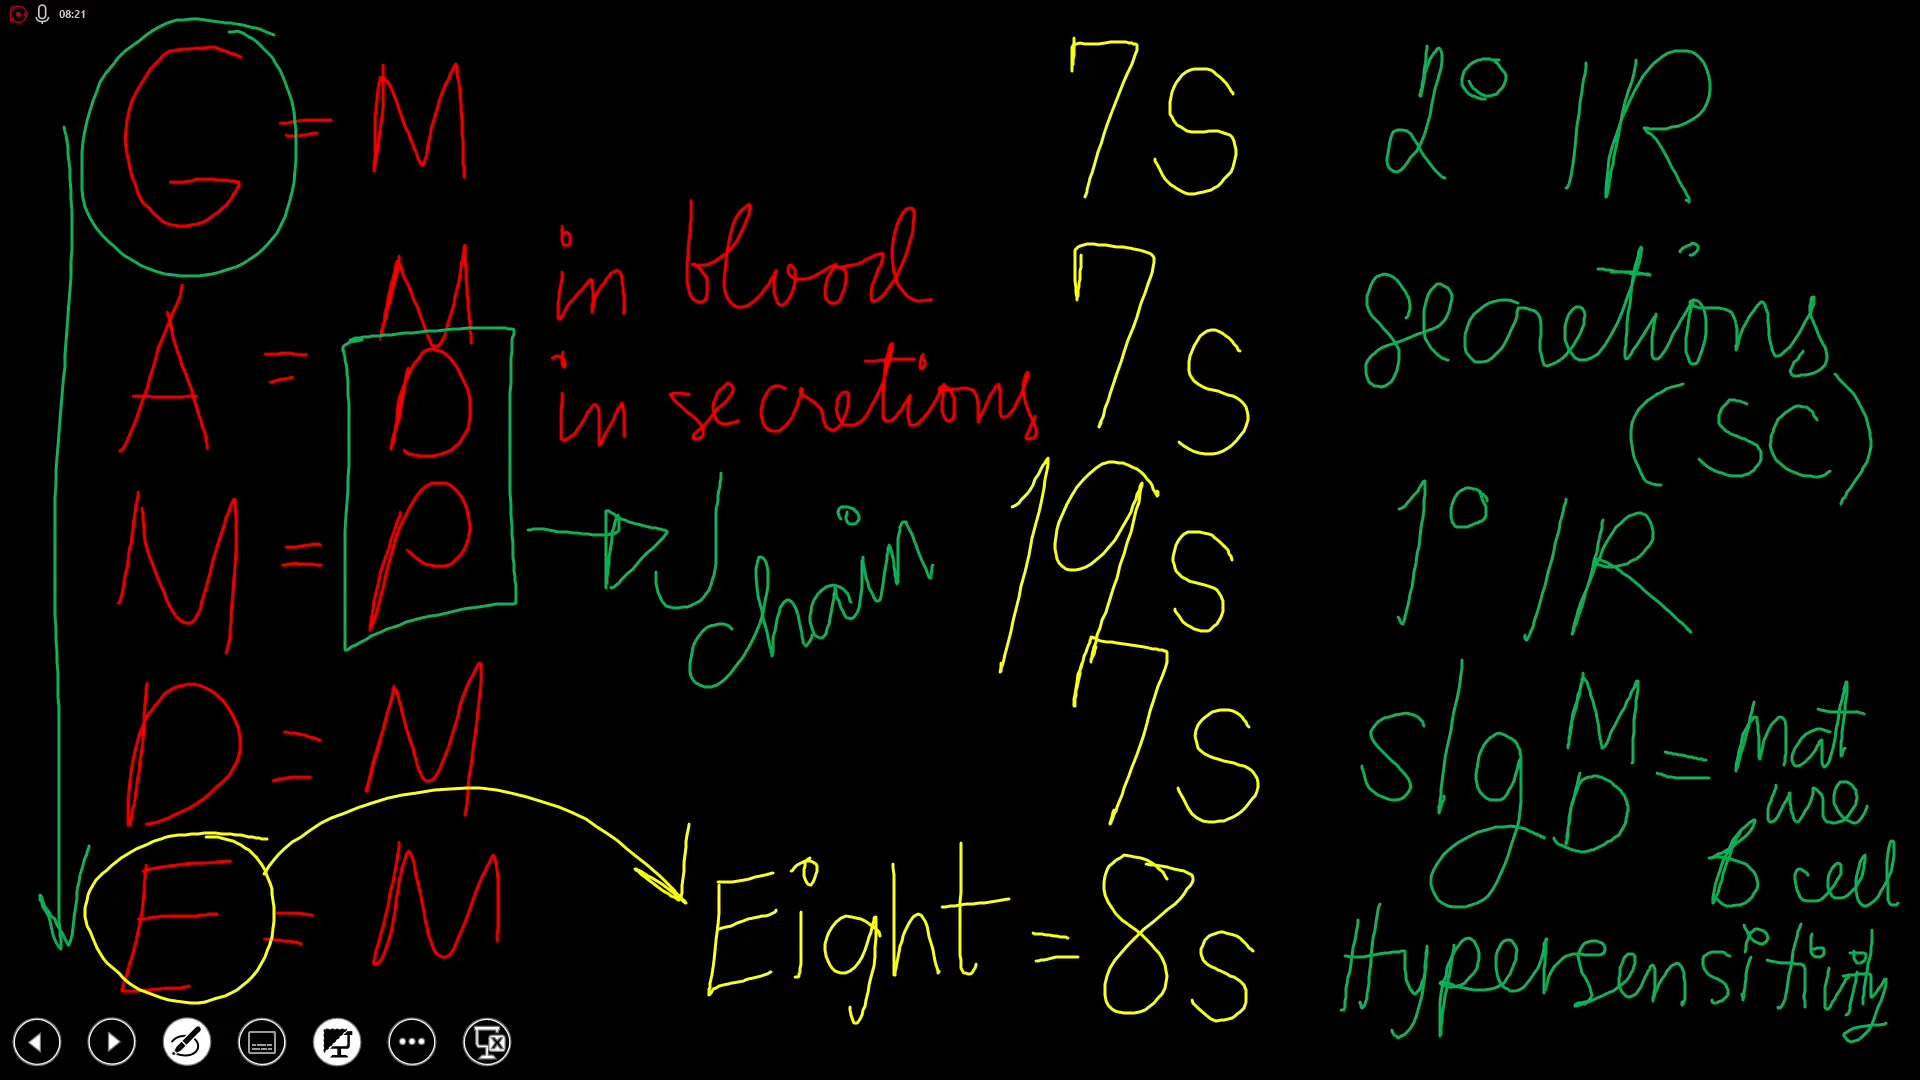 08:21
G = M 7S 2° IR
M in blood
A = D in secretions 7S secretions (SC)
M = P → J chain 19S 1° IR
D = M 7S sIg M D = mature B cell
E = M Eight = 8S Hypersensitivity